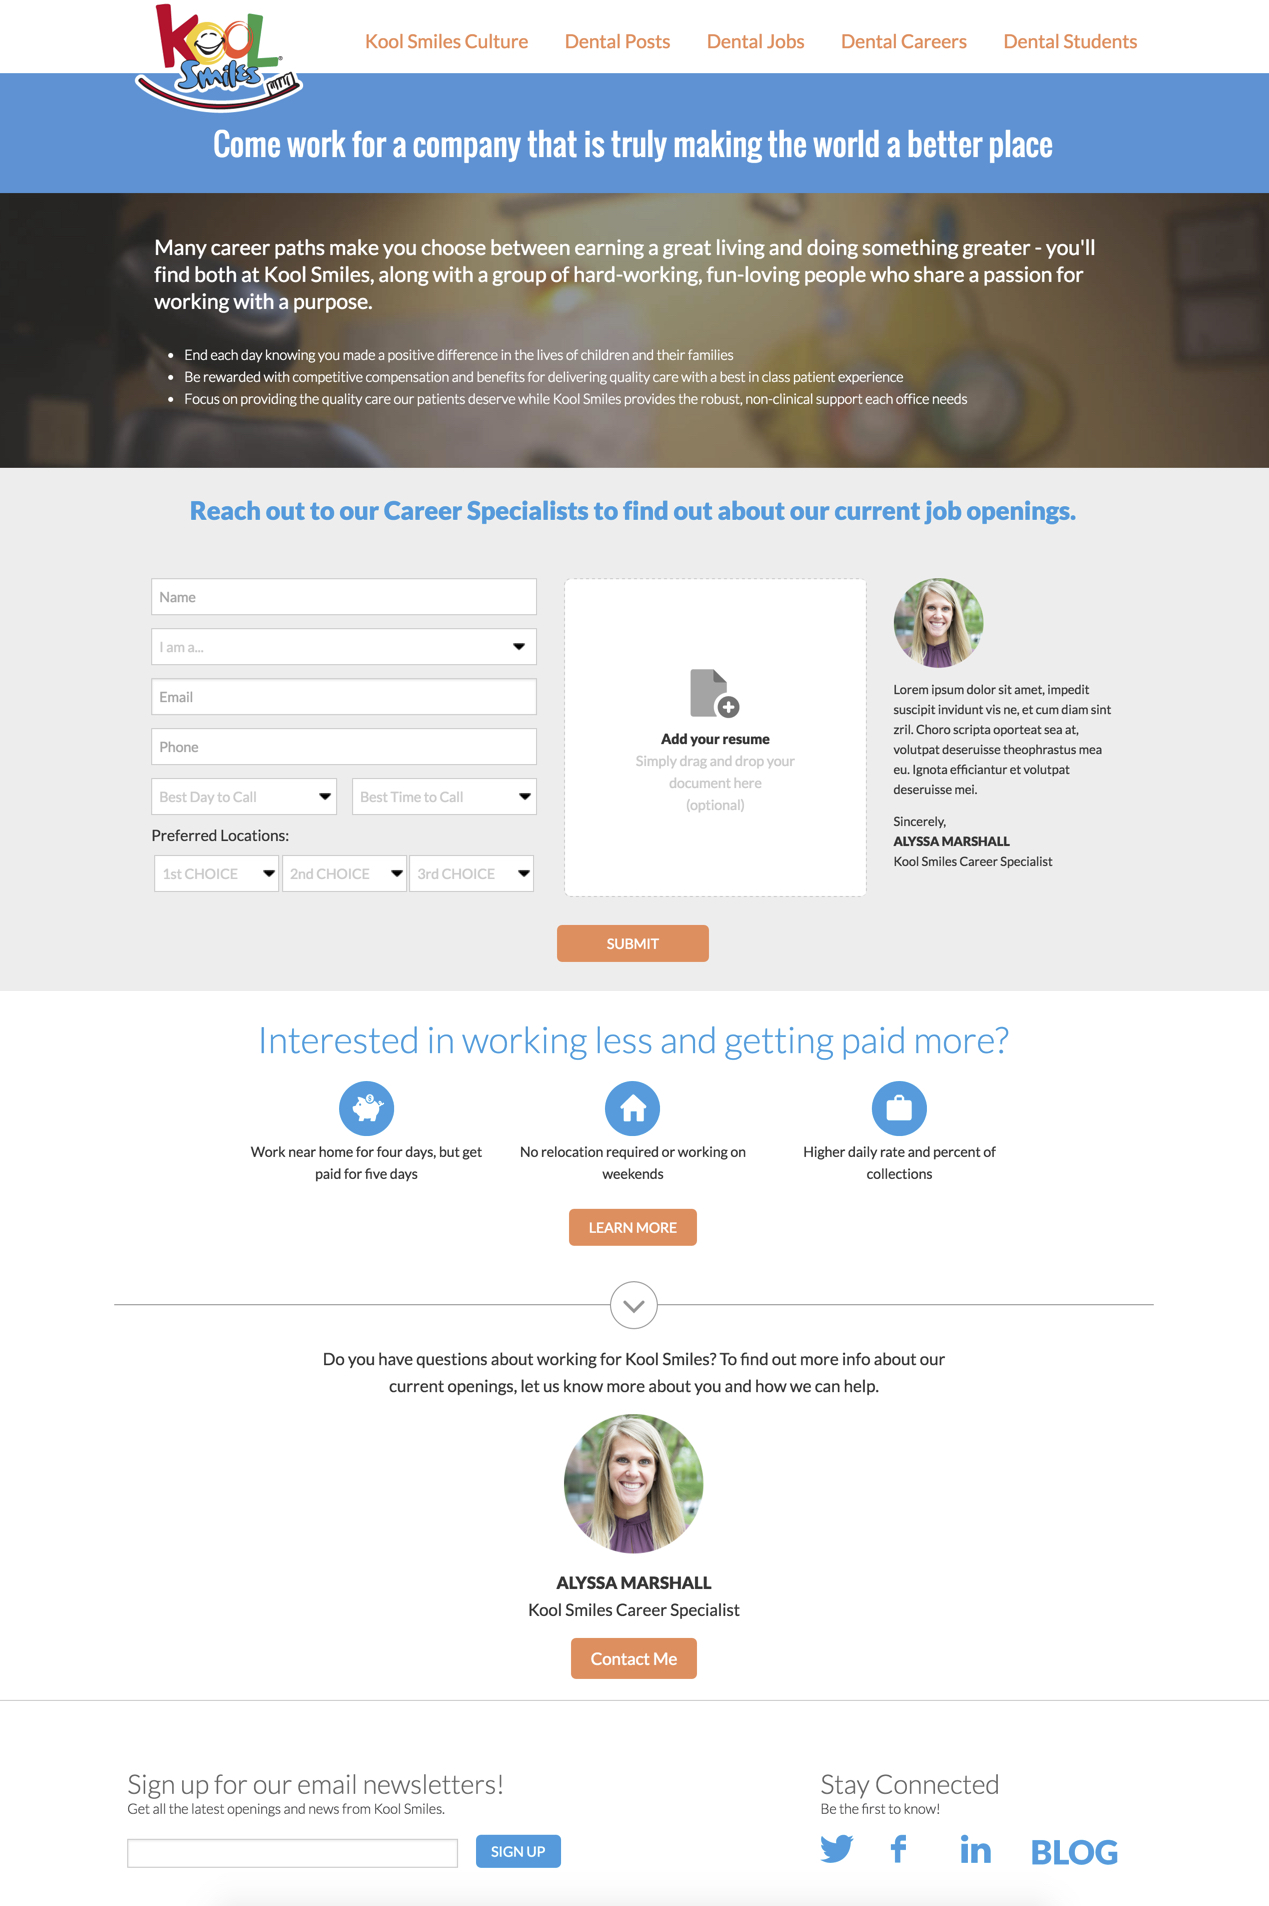 KOOL
Smiles
Kool Smiles Culture
Dental Posts
Dental Jobs
Dental Careers
Dental Students
Come work for a company that is truly making the world a better place
Many career paths make you choose between earning a great living and doing something greater - you'll
find both at Kool Smiles, along with a group of hard-working, fun-loving people who share a passion for
working with a purpose.
• End each day knowing you made a positive difference in the lives of children and their families
• Be rewarded with competitive compensation and benefits for delivering quality care with a best in class patient experience
• Focus on providing the quality care our patients deserve while Kool Smiles provides the robust, non-clinical support each office needs
Reach out to our Career Specialists to find out about our current job openings.
Name
I am a...
Email
Phone
Best Day to Call
Best Time to Call
Preferred Locations:
1st CHOICE
2nd CHOICE
3rd CHOICE
Add your resume
Simply drag and drop your
document here
(optional)
Lorem ipsum dolor sit amet, impedit
suscipit invidunt vis ne, et cum diam sint
zril. Choro scripta oporteat sea at,
volutpat deseruisse theophrastus mea
eu. Ignota efficiantur et volutpat
deseruisse mei.
Sincerely,
ALYSSA MARSHALL
Kool Smiles Career Specialist
SUBMIT
Interested in working less and getting paid more?
Work near home for four days, but get
paid for five days
No relocation required or working on
weekends
Higher daily rate and percent of
collections
LEARN MORE
Do you have questions about working for Kool Smiles? To find out more info about our
current openings, let us know more about you and how we can help.
ALYSSA MARSHALL
Kool Smiles Career Specialist
Contact Me
Sign up for our email newsletters!
Get all the latest openings and news from Kool Smiles.
SIGN UP
Stay Connected
Be the first to know!
BLOG